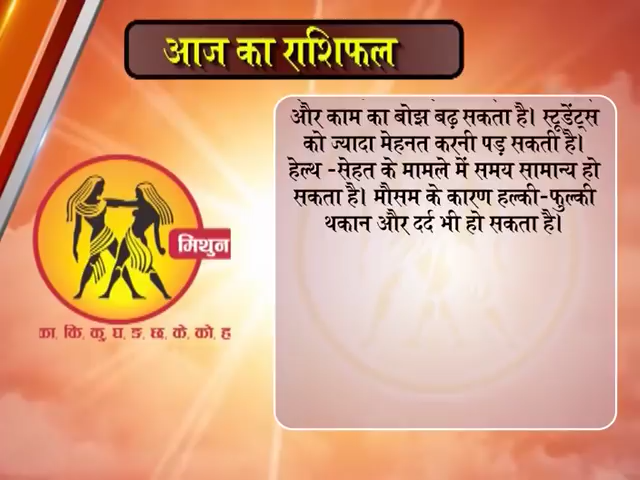 आज का राशिफल
और काम का बोझ बढ़ सकता है। स्टूडेंट्स
को ज्यादा मेहनत करनी पड़ सकती है।
हेल्थ -सेहत के मामले में समय सामान्य हो
सकता है। मौसम के कारण हल्की-फुल्की
थकान और दर्द भी हो सकता है।
मिथुन
का, कि, कु, घ, ङ, छ, के, को, ह